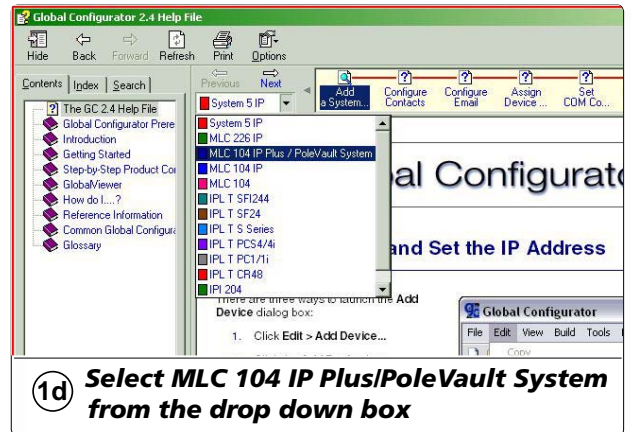 Global Configurator 2.4 Help File
Hide Back Forward Refresh Print Options
Contents Index Search
Previous Next
Add a System... Configure Contacts Configure Email Assign Device ... Set COM Co...
System 5 IP
The GC 2.4 Help File
Global Configurator Prere
Introduction
Getting Started
Step-by-Step Product Cor
GlobalViewer
How do I....?
Reference Information
Common Global Configura
Glossary
System 5 IP
MLC 226 IP
MLC 104 IP Plus / PoleVault System
MLC 104 IP
MLC 104
IPL T SFI244
IPL T SF24
IPL T S Series
IPL T PCS4/4i
IPL T PC1/1i
IPL T CR48
IPI 204
bal Configurato
and Set the IP Address
There are three ways to launch the Add
Device dialog box:
1. Click Edit > Add Device...
Global Configurator
File Edit View Build Tools
Copy
1d Select MLC 104 IP Plus/PoleVault System
from the drop down box